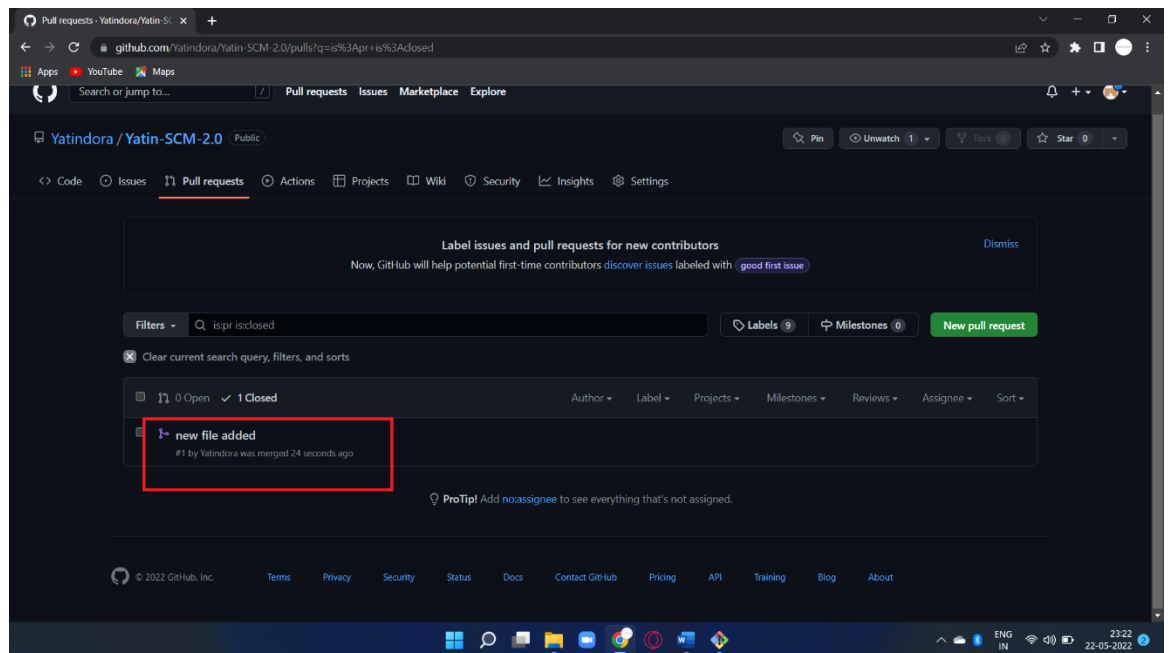 Pull requests · Yatindora/Yatin-SC
github.com/Yatindora/Yatin-SCM-2.0/pulls?q=is%3Apr+is%3Aclosed
Apps YouTube Maps
Search or jump to... / Pull requests Issues Marketplace Explore
Yatindora / Yatin-SCM-2.0 Public
Pin Unwatch 1 Fork 0 Star 0
Code Issues Pull requests Actions Projects Wiki Security Insights Settings
Label issues and pull requests for new contributors
Dismiss
Now, GitHub will help potential first-time contributors discover issues labeled with good first issue
Filters is:pr is:closed Labels 9 Milestones 0 New pull request
Clear current search query, filters, and sorts
0 Open 1 Closed Author Label Projects Milestones Reviews Assignee Sort
new file added
#1 by Yatindora was merged 24 seconds ago
ProTip! Add no:assignee to see everything that's not assigned.
© 2022 GitHub, Inc. Terms Privacy Security Status Docs Contact GitHub Pricing API Training Blog About
ENG
IN
23:22
22-05-2022
2